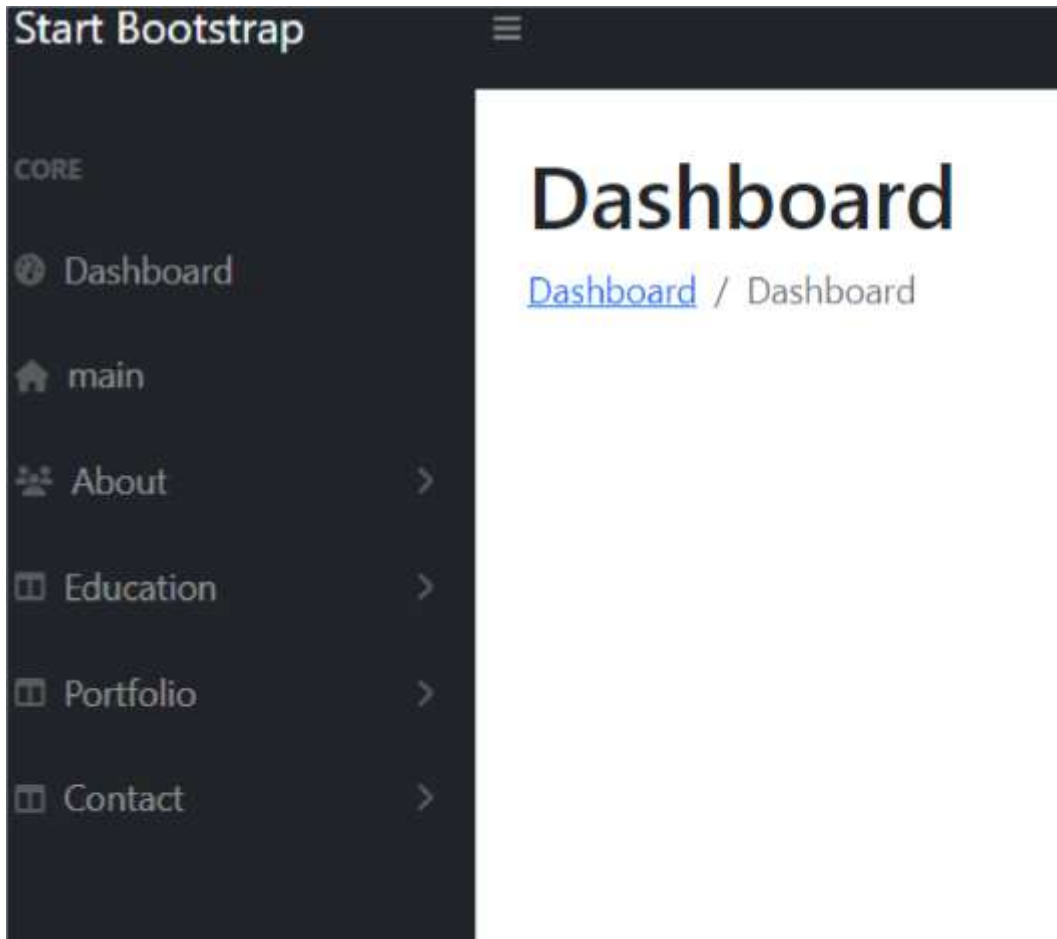 Start Bootstrap
CORE
Dashboard
main
About
Education
Portfolio
Contact
Dashboard
Dashboard / Dashboard